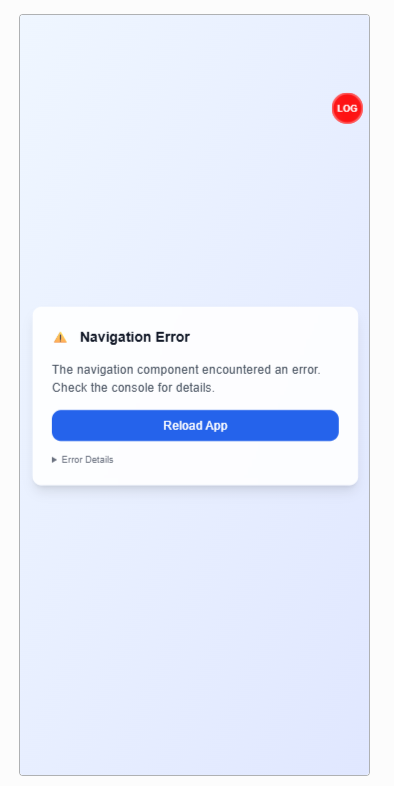 LOG
Navigation Error
The navigation component encountered an error.
Check the console for details.
Reload App
Error Details